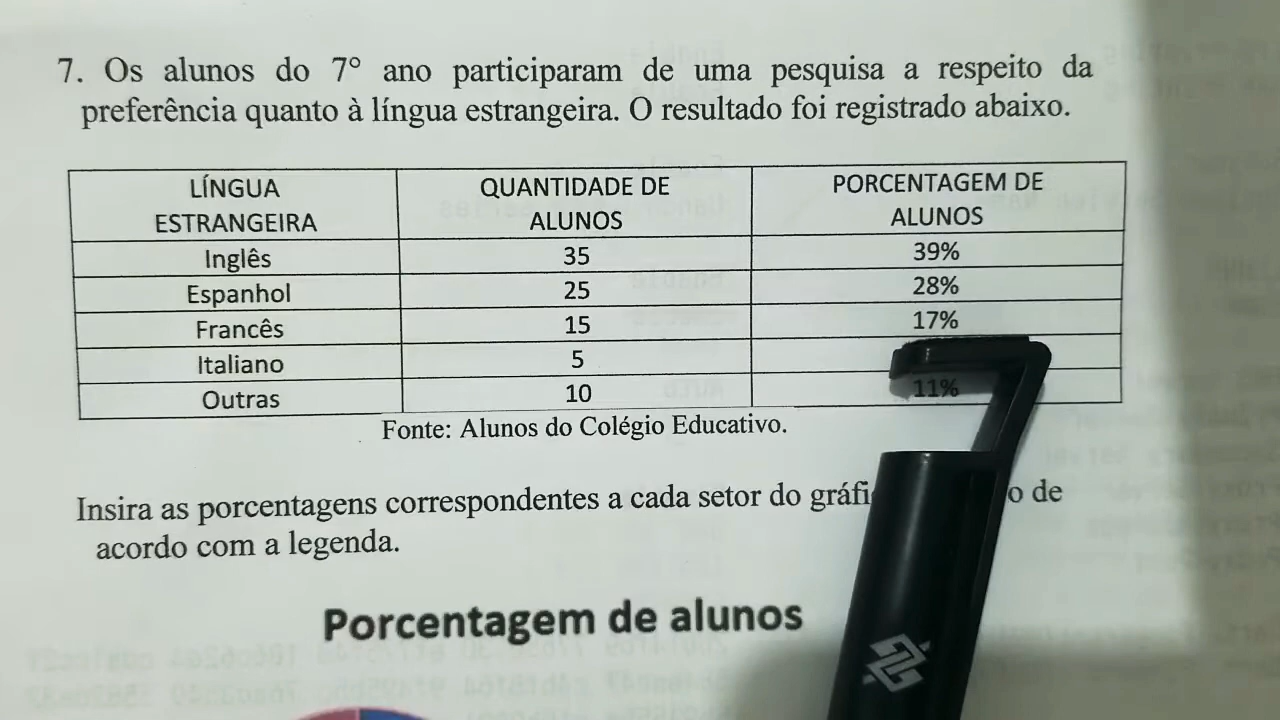 7. Os alunos do 7° ano participaram de uma pesquisa a respeito da
preferência quanto à língua estrangeira. O resultado foi registrado abaixo.
LÍNGUA ESTRANGEIRA QUANTIDADE DE ALUNOS PORCENTAGEM DE ALUNOS
Inglês 35 39%
Espanhol 25 28%
Francês 15 17%
Italiano 5
Outras 10 11%
Fonte: Alunos do Colégio Educativo.
Insira as porcentagens correspondentes a cada setor do de
acordo com a legenda.
Porcentagem de alunos